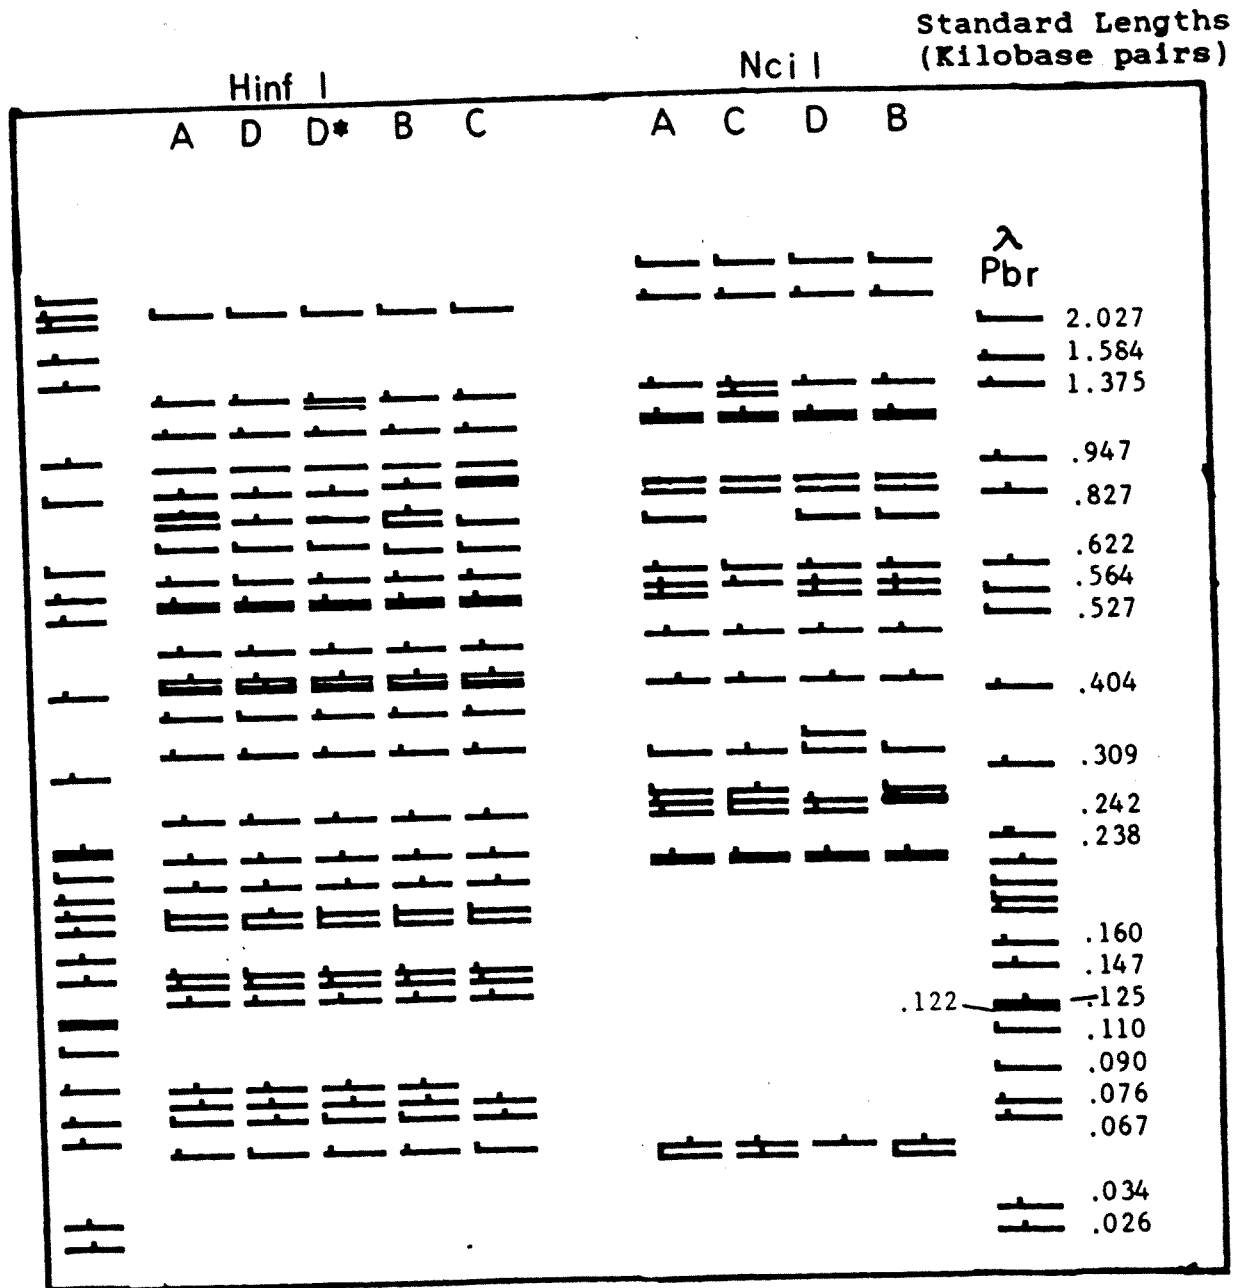 Standard Lengths
(Kilobase pairs)
Hinf I
Nci I
A D D* B C
A C D B
λ
Pbr
2.027
1.584
1.375
.947
.827
.622
.564
.527
.404
.309
.242
.238
.160
.147
.122
.125
.110
.090
.076
.067
.034
.026